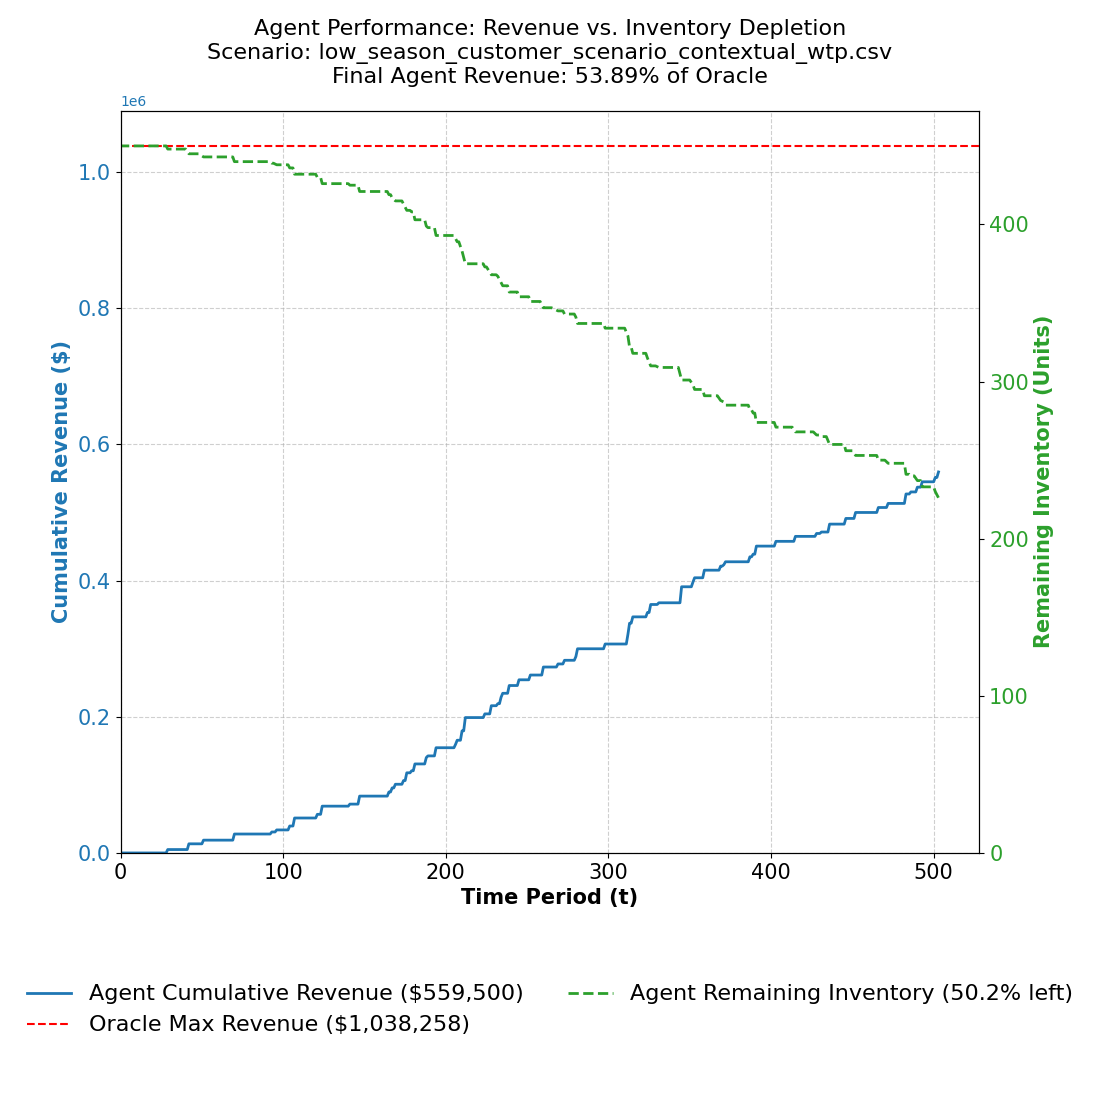 Agent Performance: Revenue vs. Inventory Depletion
Scenario: low_season_customer_scenario_contextual_wtp.csv
Final Agent Revenue: 53.89% of Oracle
1e6
1.0
0.8
0.6
0.4
0.2
0.0
Cumulative Revenue ($)
400
300
200
100
0
Remaining Inventory (Units)
0 100 200 300 400 500
Time Period (t)
Agent Cumulative Revenue ($559,500)
Oracle Max Revenue ($1,038,258)
Agent Remaining Inventory (50.2% left)